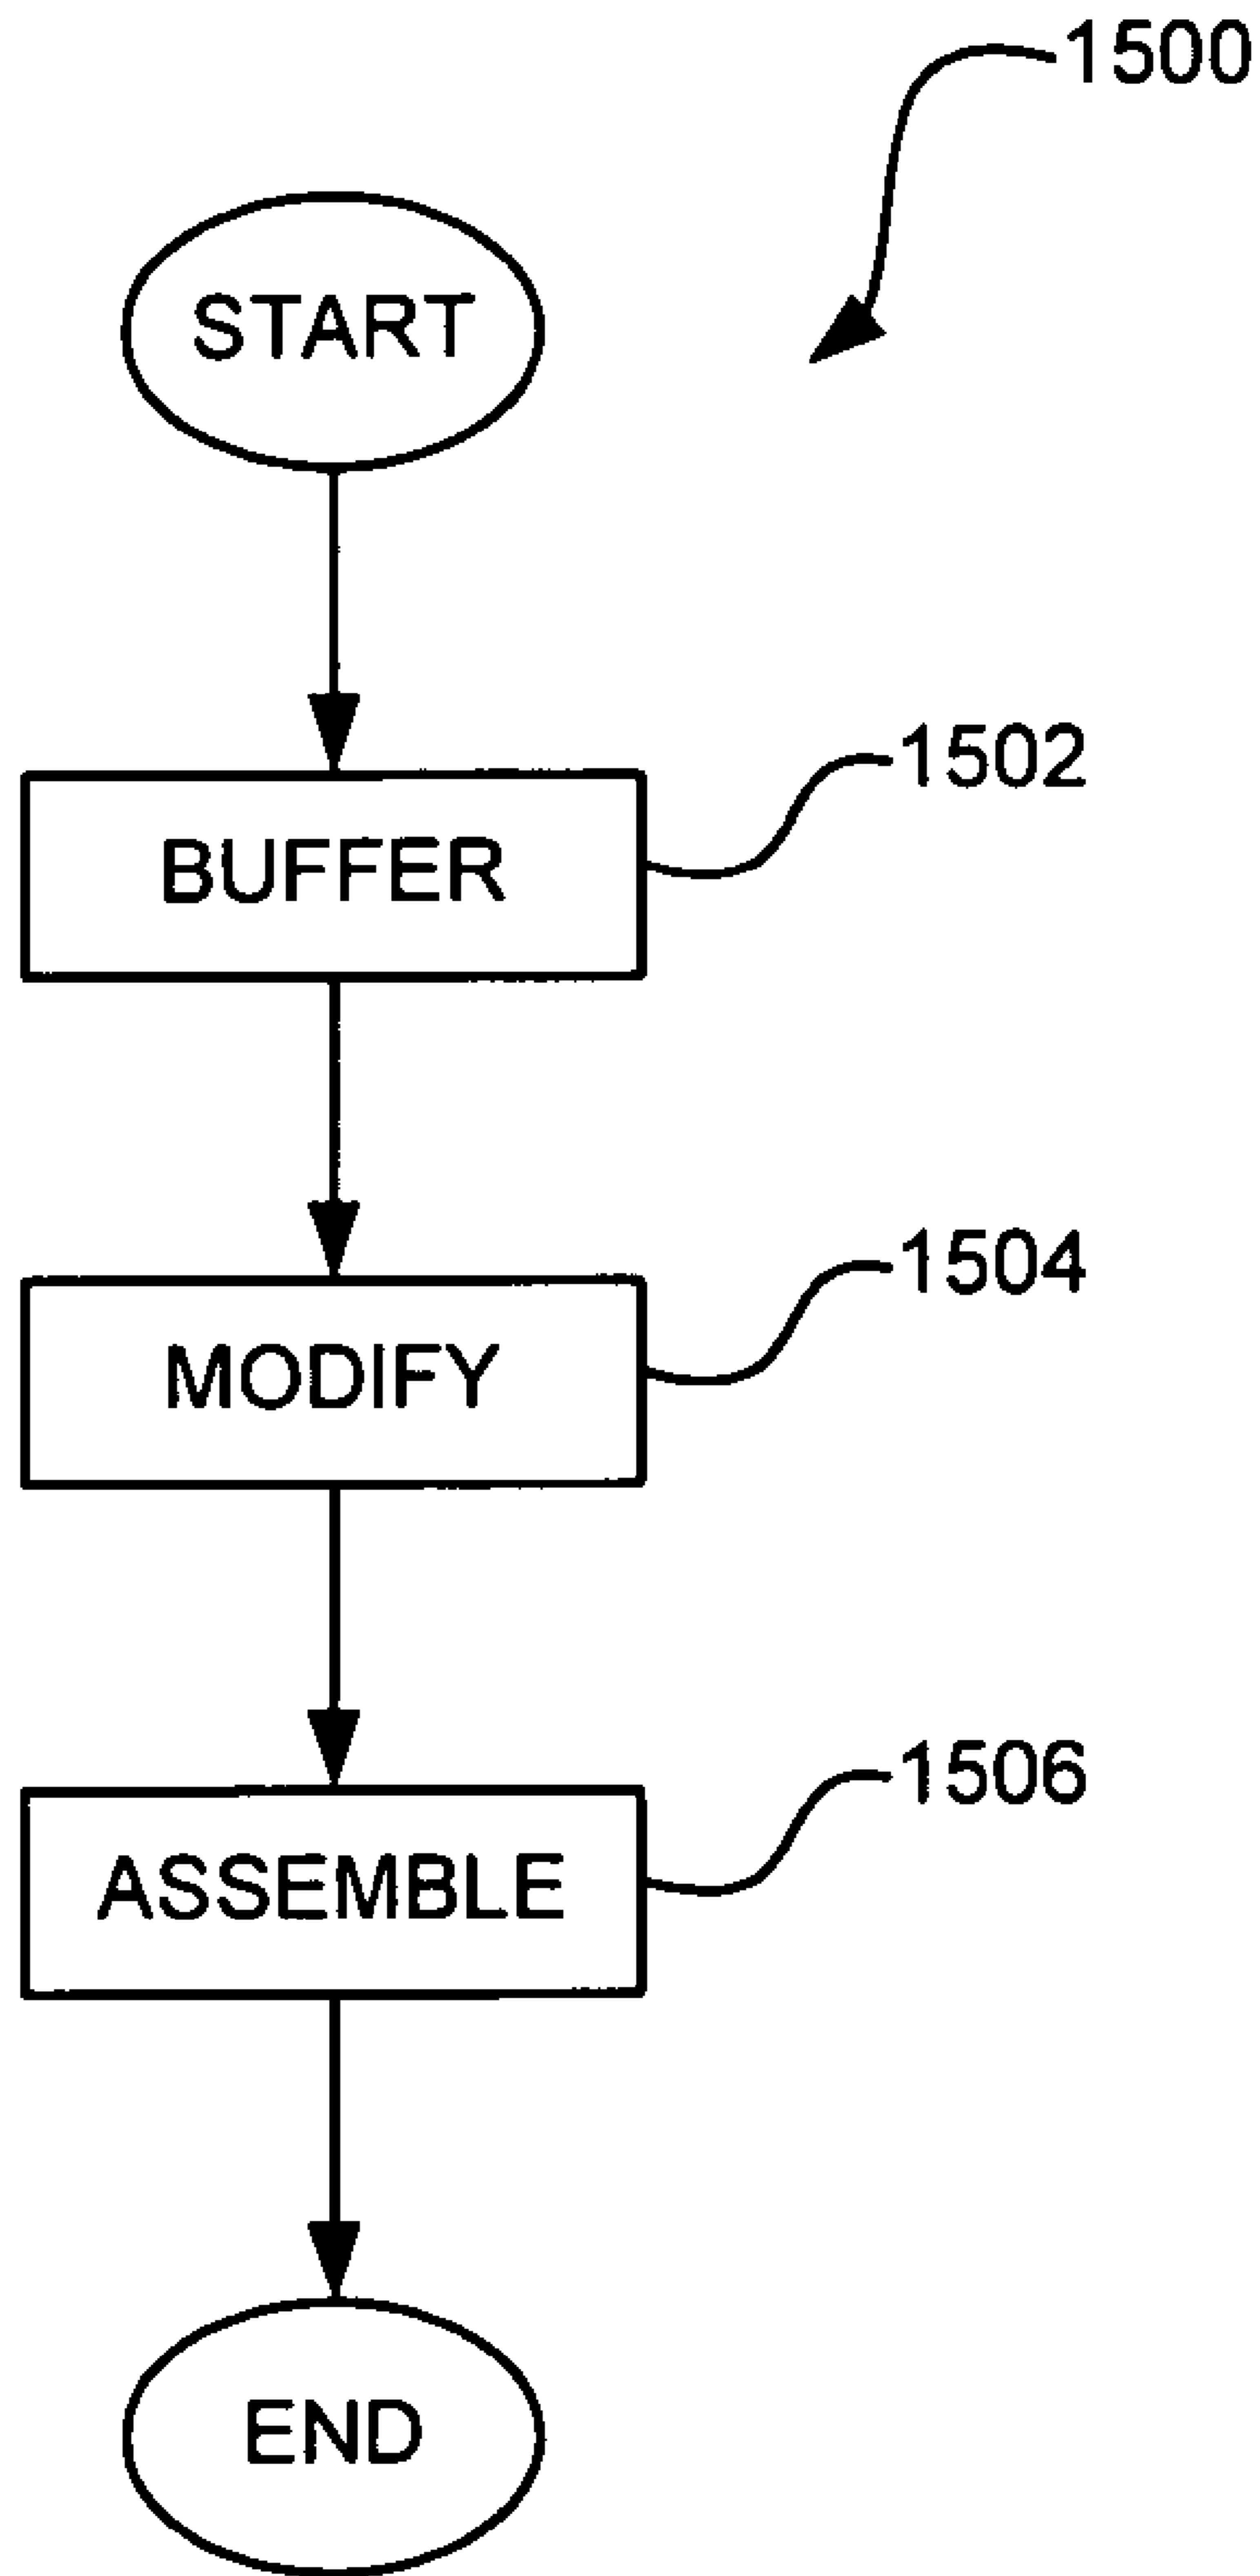 1500
START
1502
BUFFER
1504
MODIFY
1506
ASSEMBLE
END